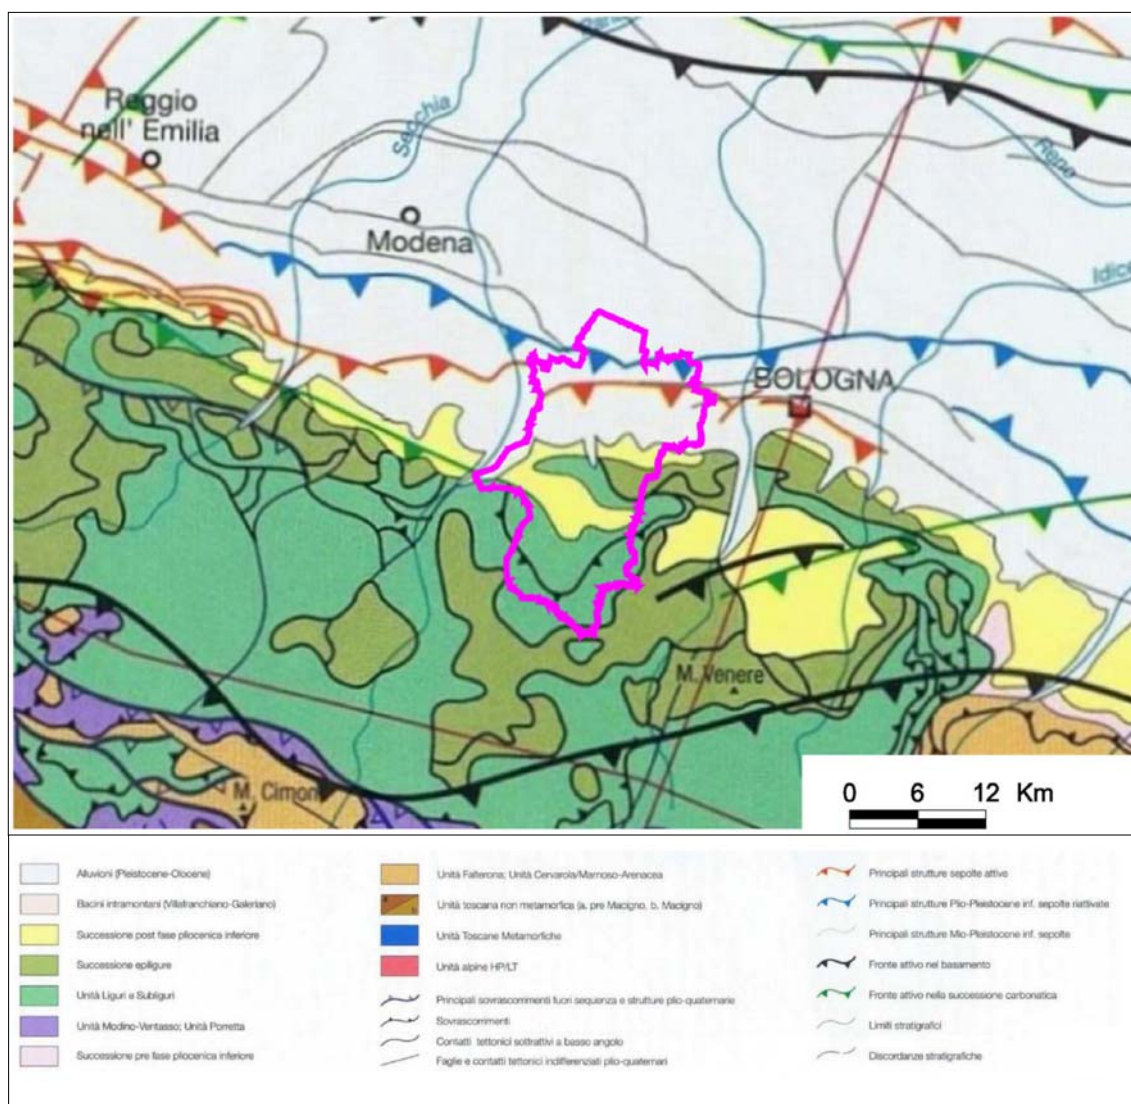 Pana
Reggio
nell' Emilia
Secchia
Reno
Modena
Idice
BOLOGNA
M. Venere
M. Cimone
0 6 12 Km
Alluvioni (Pleistocene-Olocene)
Bacini intramontani (Villafranchiano-Galeriano)
Successione post fase pliocenica inferiore
Successione epiligure
Unità Liguri e Subliguri
Unità Modino-Ventasso; Unità Porretta
Successione pre fase pliocenica inferiore
Unità Falterona; Unità Cervarola/Marnoso-Arenacea
a
b
Unità toscana non metamorfica (a. pre Macigno, b. Macigno)
Unità Toscane Metamorfiche
Unità alpine HP/LT
Principali sovrascorrimenti fuori sequenza e strutture plio-quaternarie
Sovrascorrimenti
Contatti tettonici sottrattivi a basso angolo
Faglie e contatti tettonici indifferenziati plio-quaternari
Principali strutture sepolte attive
Principali strutture Plio-Pleistocene inf. sepolte riattivate
Principali strutture Mio-Pleistocene inf. sepolte
Fronte attivo nel basamento
Fronte attivo nella successione carbonatica
Limiti stratigrafici
Discordanze stratigrafiche